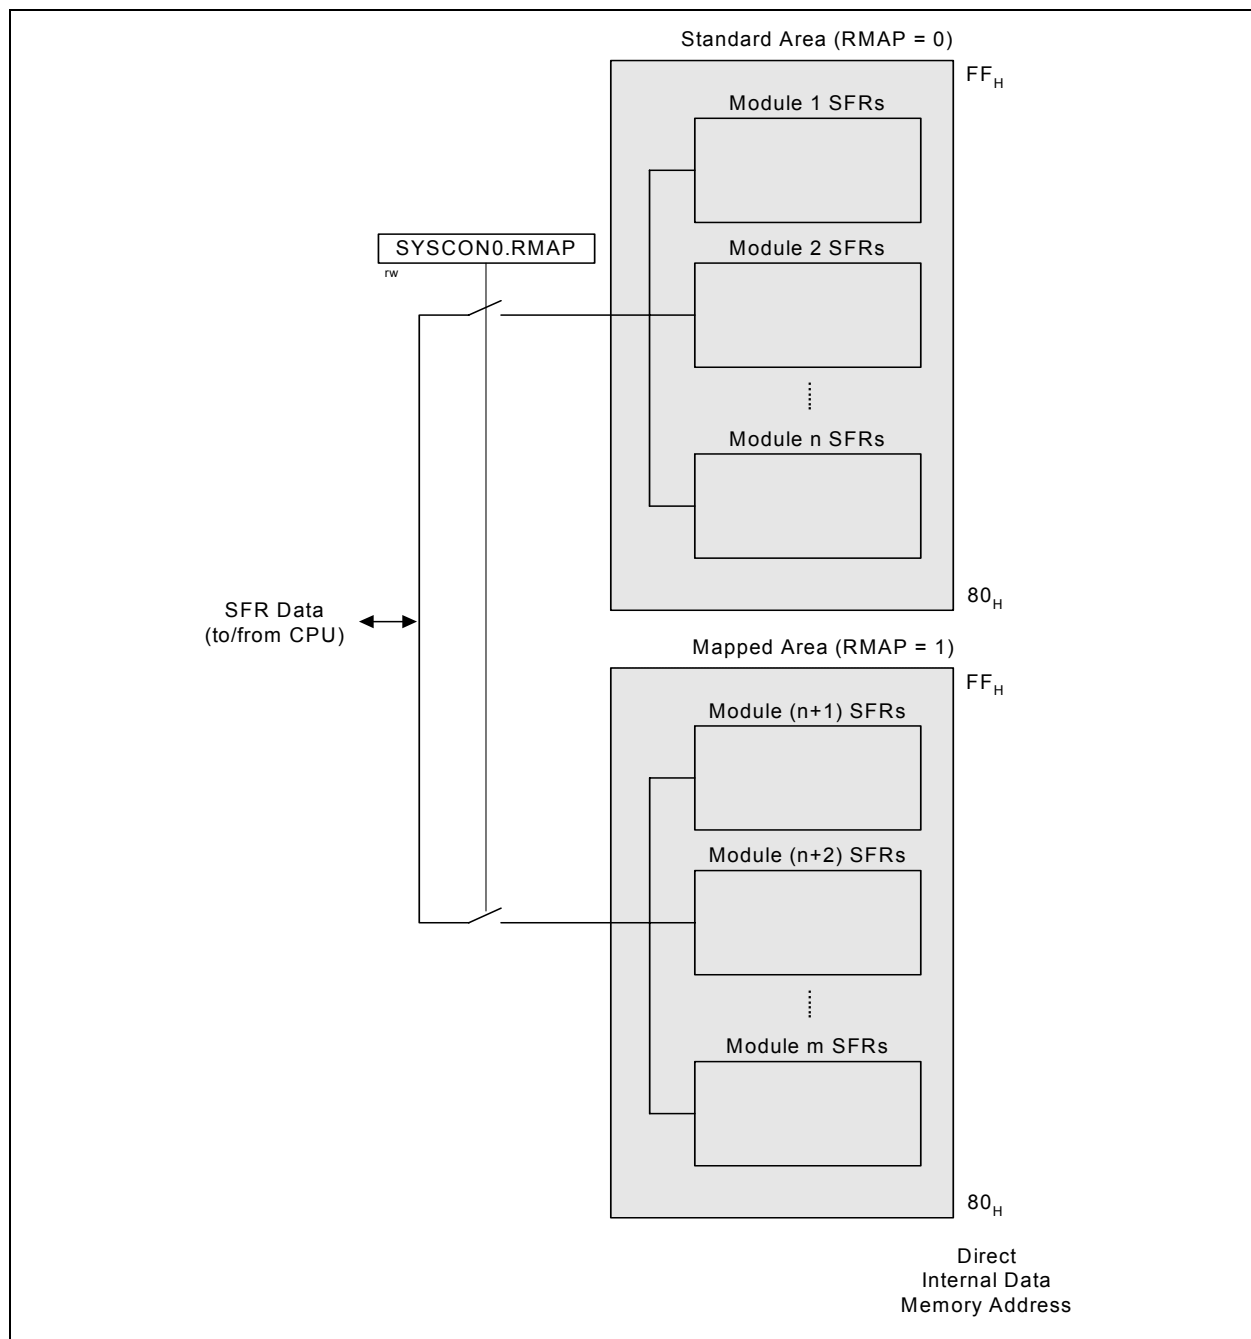 Standard Area (RMAP = 0)
FFH
Module 1 SFRs
SYSCON0.RMAP
rw
Module 2 SFRs
Module n SFRs
80H
SFR Data
(to/from CPU)
Mapped Area (RMAP = 1)
FFH
Module (n+1) SFRs
Module (n+2) SFRs
Module m SFRs
80H
Direct
Internal Data
Memory Address